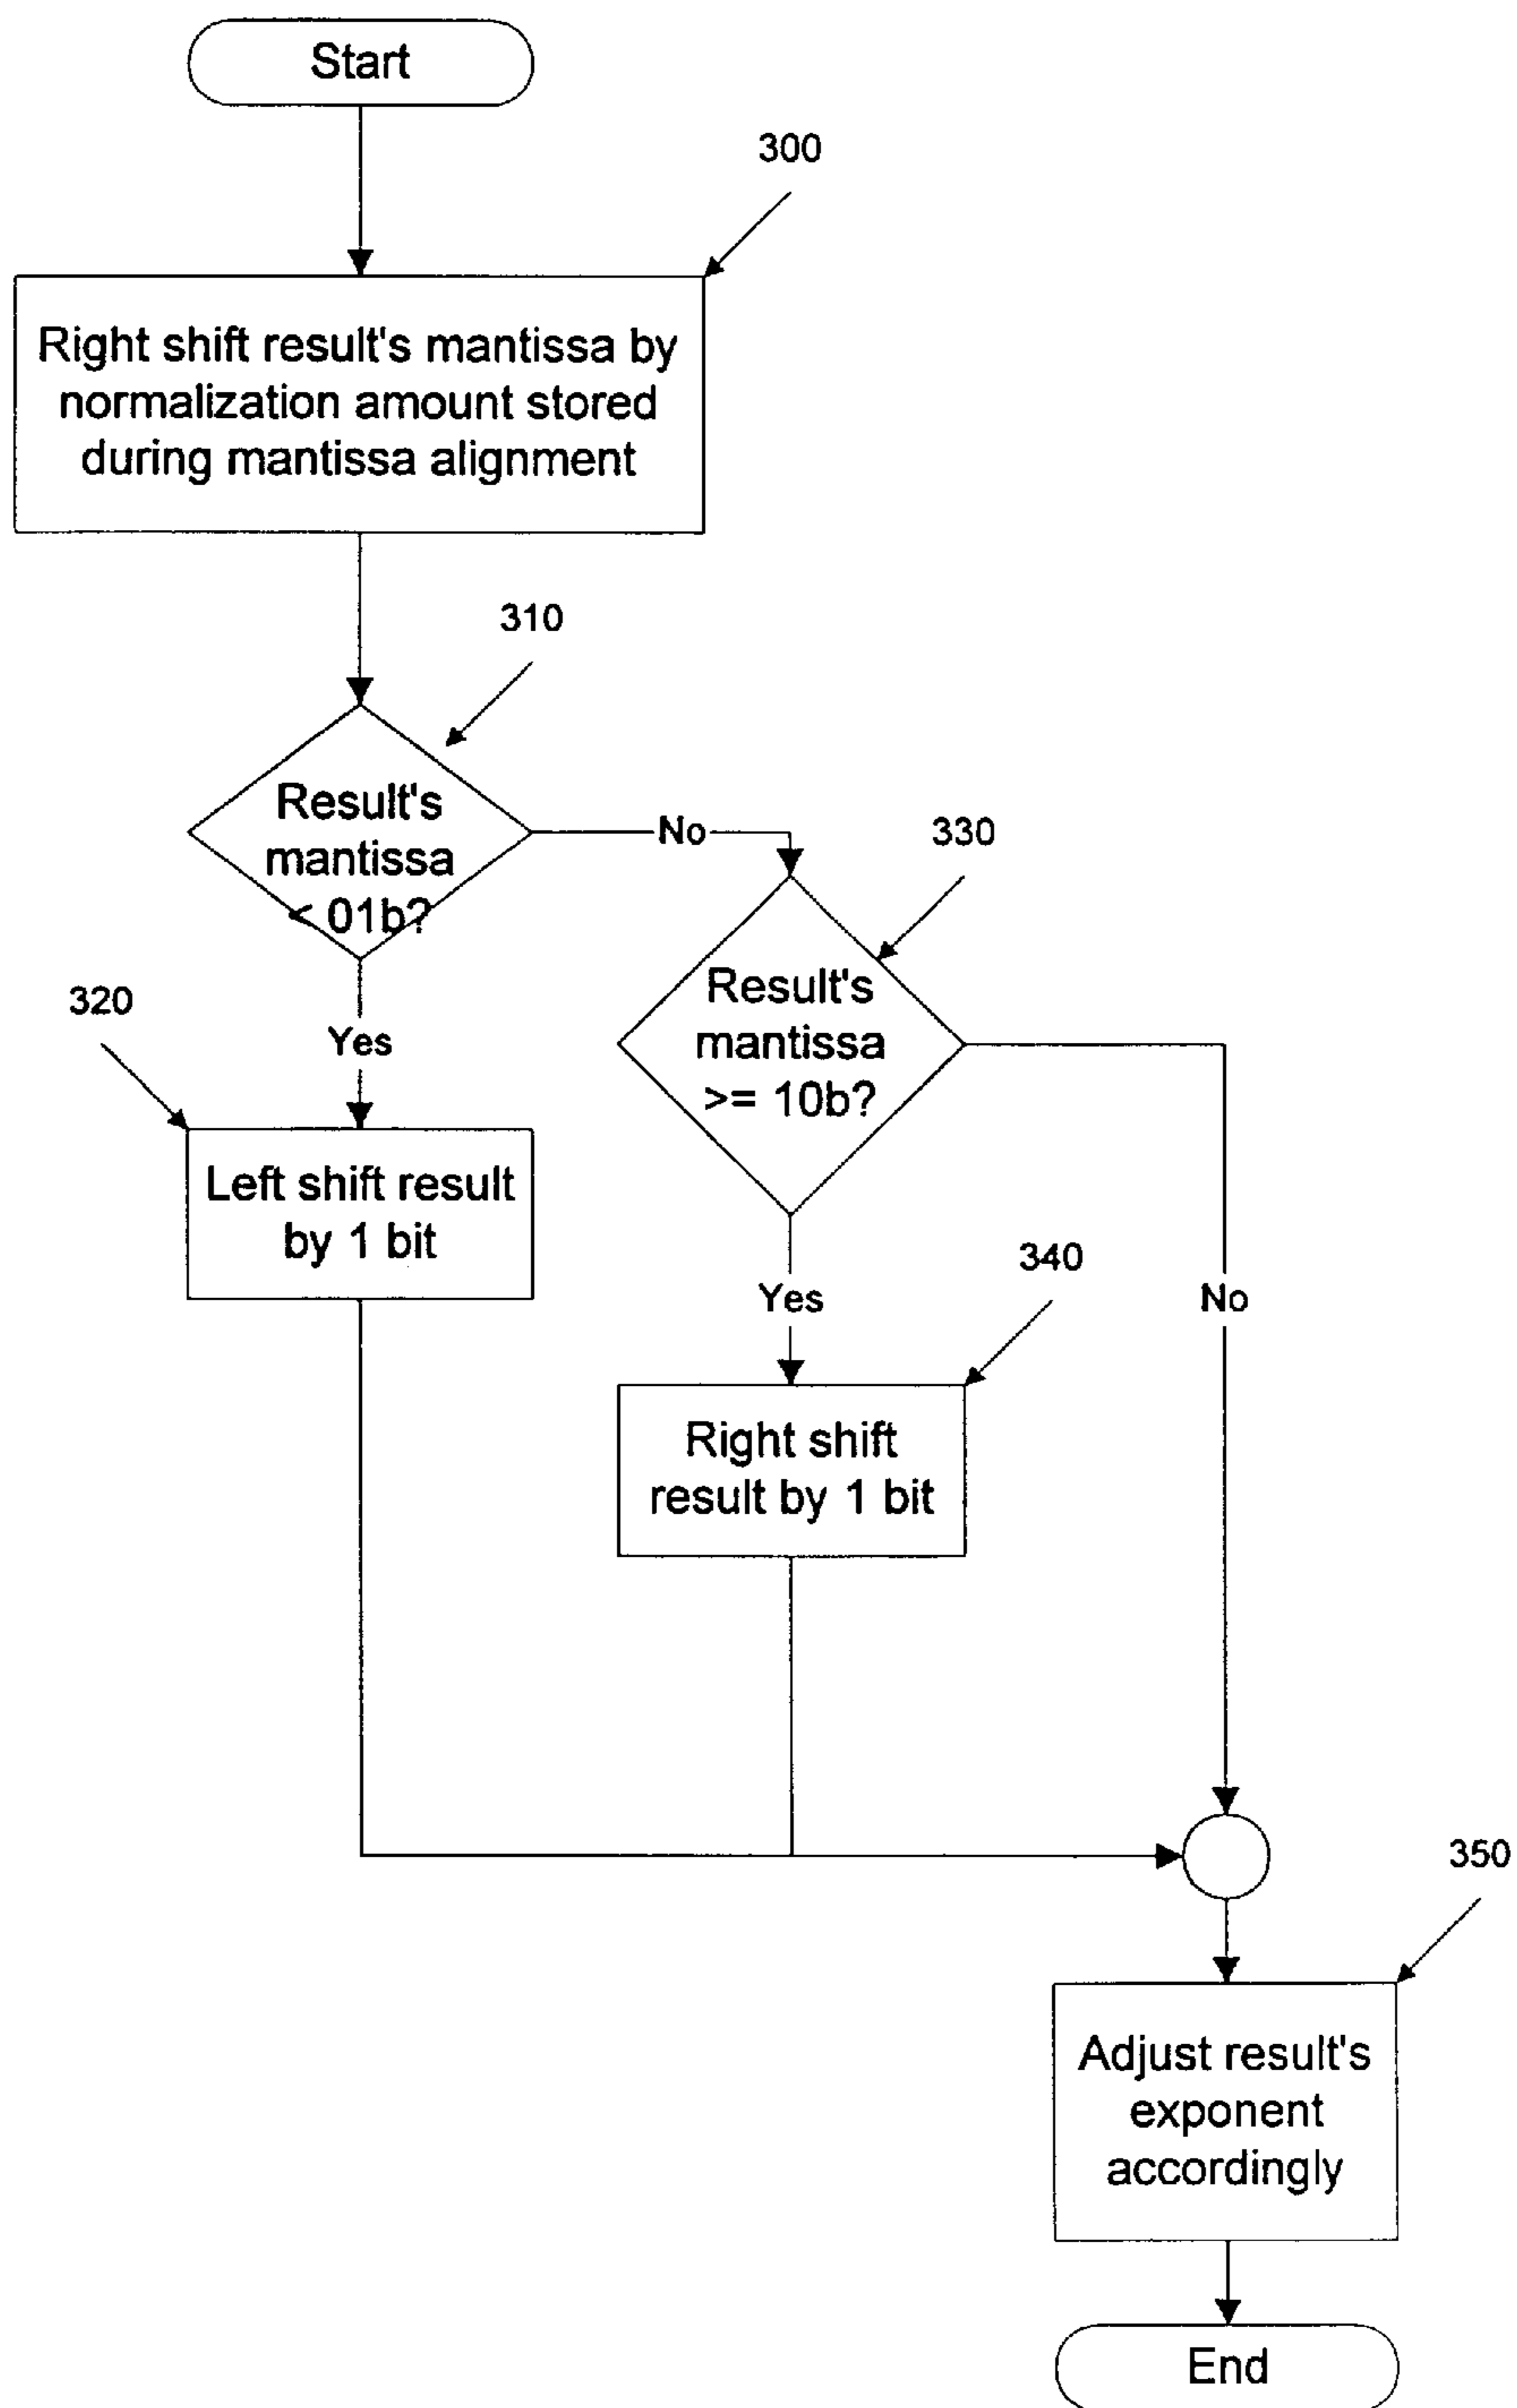 Start
300
Right shift result's mantissa by
normalization amount stored
during mantissa alignment
310
Result's
mantissa
< 01b?
No
330
Result's
mantissa
>= 10b?
320
Yes
Left shift result
by 1 bit
340
Yes
No
Right shift
result by 1 bit
350
Adjust result's
exponent
accordingly
End